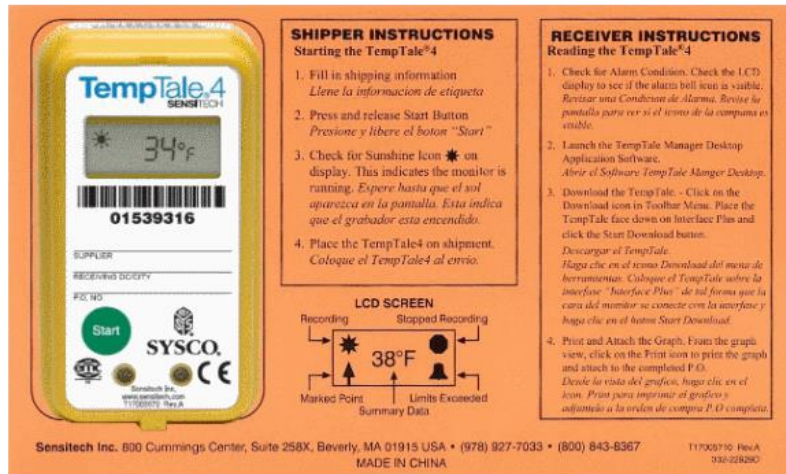 TempTale®4
SENSITECH
34°F
01539316
SUPPLIER
RECEIVING DC/CITY
P.O. NO.
Start
SYSCO®
Sensitech Inc.
www.sensitech.com
T17005672 Rev.A
SHIPPER INSTRUCTIONS
Starting the TempTale®4
1. Fill in shipping information
Llene la informacion de etiqueta
2. Press and release Start Button
Presione y libere el boton "Start"
3. Check for Sunshine Icon on
display. This indicates the monitor is
running. Espere hasta que el sol
aparezca en la pantalla. Esta indica
que el grabador esta encendido.
4. Place the TempTale4 on shipment.
Coloque el TempTale4 al envio.
LCD SCREEN
Recording
Stopped Recording
38°F
Marked Point
Limits Exceeded
Summary Data
RECEIVER INSTRUCTIONS
Reading the TempTale®4
1. Check for Alarm Condition. Check the LCD
display to see if the alarm bell icon is visible.
Revisar una Condicion de Alarma. Revise la
pantalla para ver si el icono de la campana es
visible.
2. Launch the TempTale Manager Desktop
Application Software.
Abrir el Software TempTale Manger Desktop.
3. Download the TempTale. - Click on the
Download icon in Toolbar Menu. Place the
TempTale face down on Interface Plus and
click the Start Download button.
Descargar el TempTale.
Haga clic en el icono Download del menu de
herramientas. Coloque el TempTale sobre la
interfase "Interface Plus" de tal forma que la
cara del monitor se conecte con la interfase y
haga clic en el boton Start Download.
4. Print and Attach the Graph. From the graph
view, click on the Print icon to print the graph
and attach to the completed P.O.
Desde la vista del grafico, haga clic en el
icon. Print para imprimir el grafico y
adjuntelo a la orden de compra P.O completa.
Sensitech Inc. 800 Cummings Center, Suite 258X, Beverly, MA 01915 USA • (978) 927-7033 • (800) 843-8367
MADE IN CHINA
T17005710 Rev.A